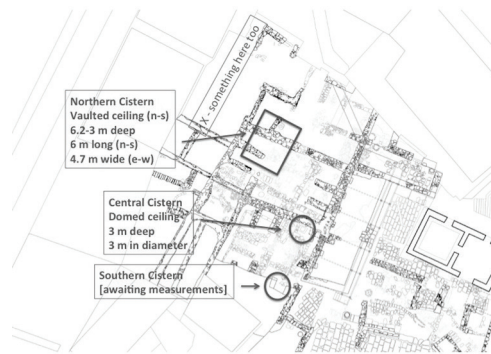 X - something here too
Northern Cistern
Vaulted ceiling (n-s)
6.2-3 m deep
6 m long (n-s)
4.7 m wide (e-w)
Central Cistern
Domed ceiling
3 m deep
3 m in diameter
Southern Cistern
[awaiting measurements]